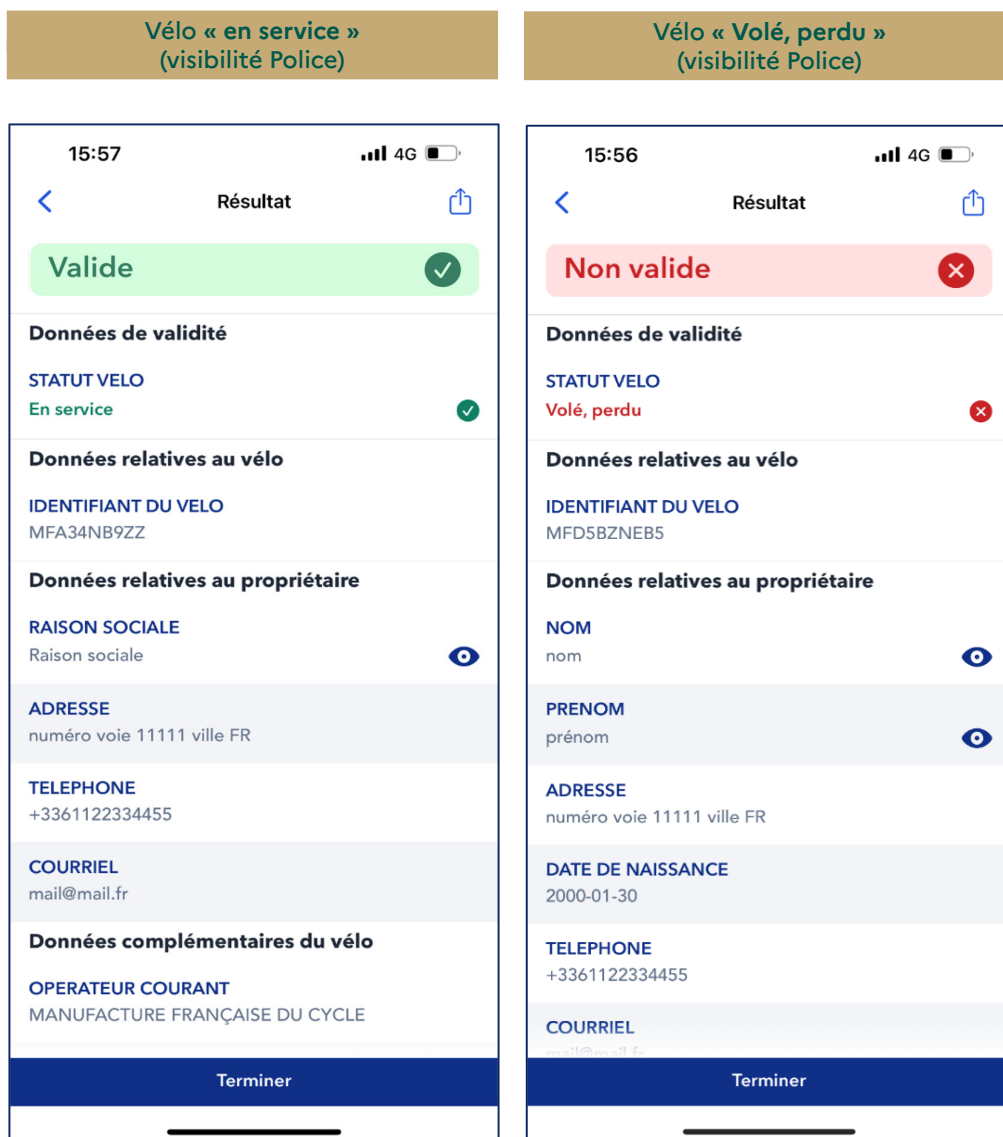 Vélo « en service »
(visibilité Police)
15:57
4G
Résultat
Valide
Données de validité
STATUT VELO
En service
Données relatives au vélo
IDENTIFIANT DU VELO
MFA34NB9ZZ
Données relatives au propriétaire
RAISON SOCIALE
Raison sociale
ADRESSE
numéro voie 11111 ville FR
TELEPHONE
+3361122334455
COURRIEL
mail@mail.fr
Données complémentaires du vélo
OPERATEUR COURANT
MANUFACTURE FRANÇAISE DU CYCLE
Terminer
Vélo « Volé, perdu »
(visibilité Police)
15:56
4G
Résultat
Non valide
Données de validité
STATUT VELO
Volé, perdu
Données relatives au vélo
IDENTIFIANT DU VELO
MFD5BZNEB5
Données relatives au propriétaire
NOM
nom
PRENOM
prénom
ADRESSE
numéro voie 11111 ville FR
DATE DE NAISSANCE
2000-01-30
TELEPHONE
+3361122334455
COURRIEL
mail@mail.fr
Terminer